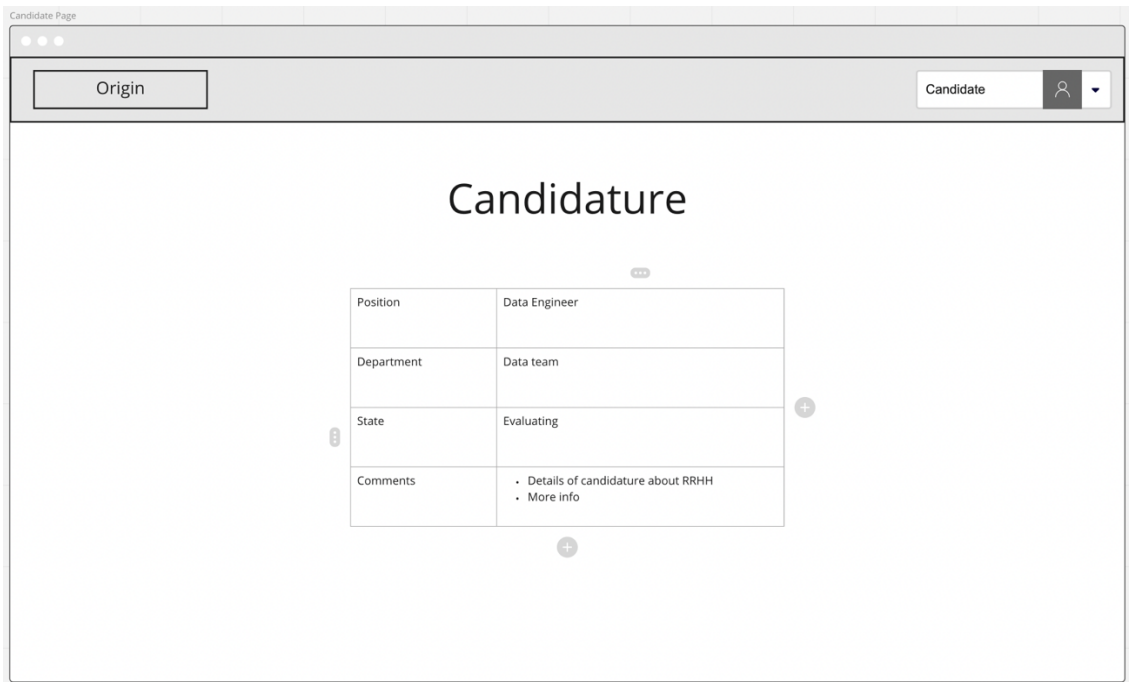 Candidate Page
Origin
Candidate
Candidature
Position
Data Engineer
Department
Data team
State
Evaluating
Comments
• Details of candidature about RRHH
• More info